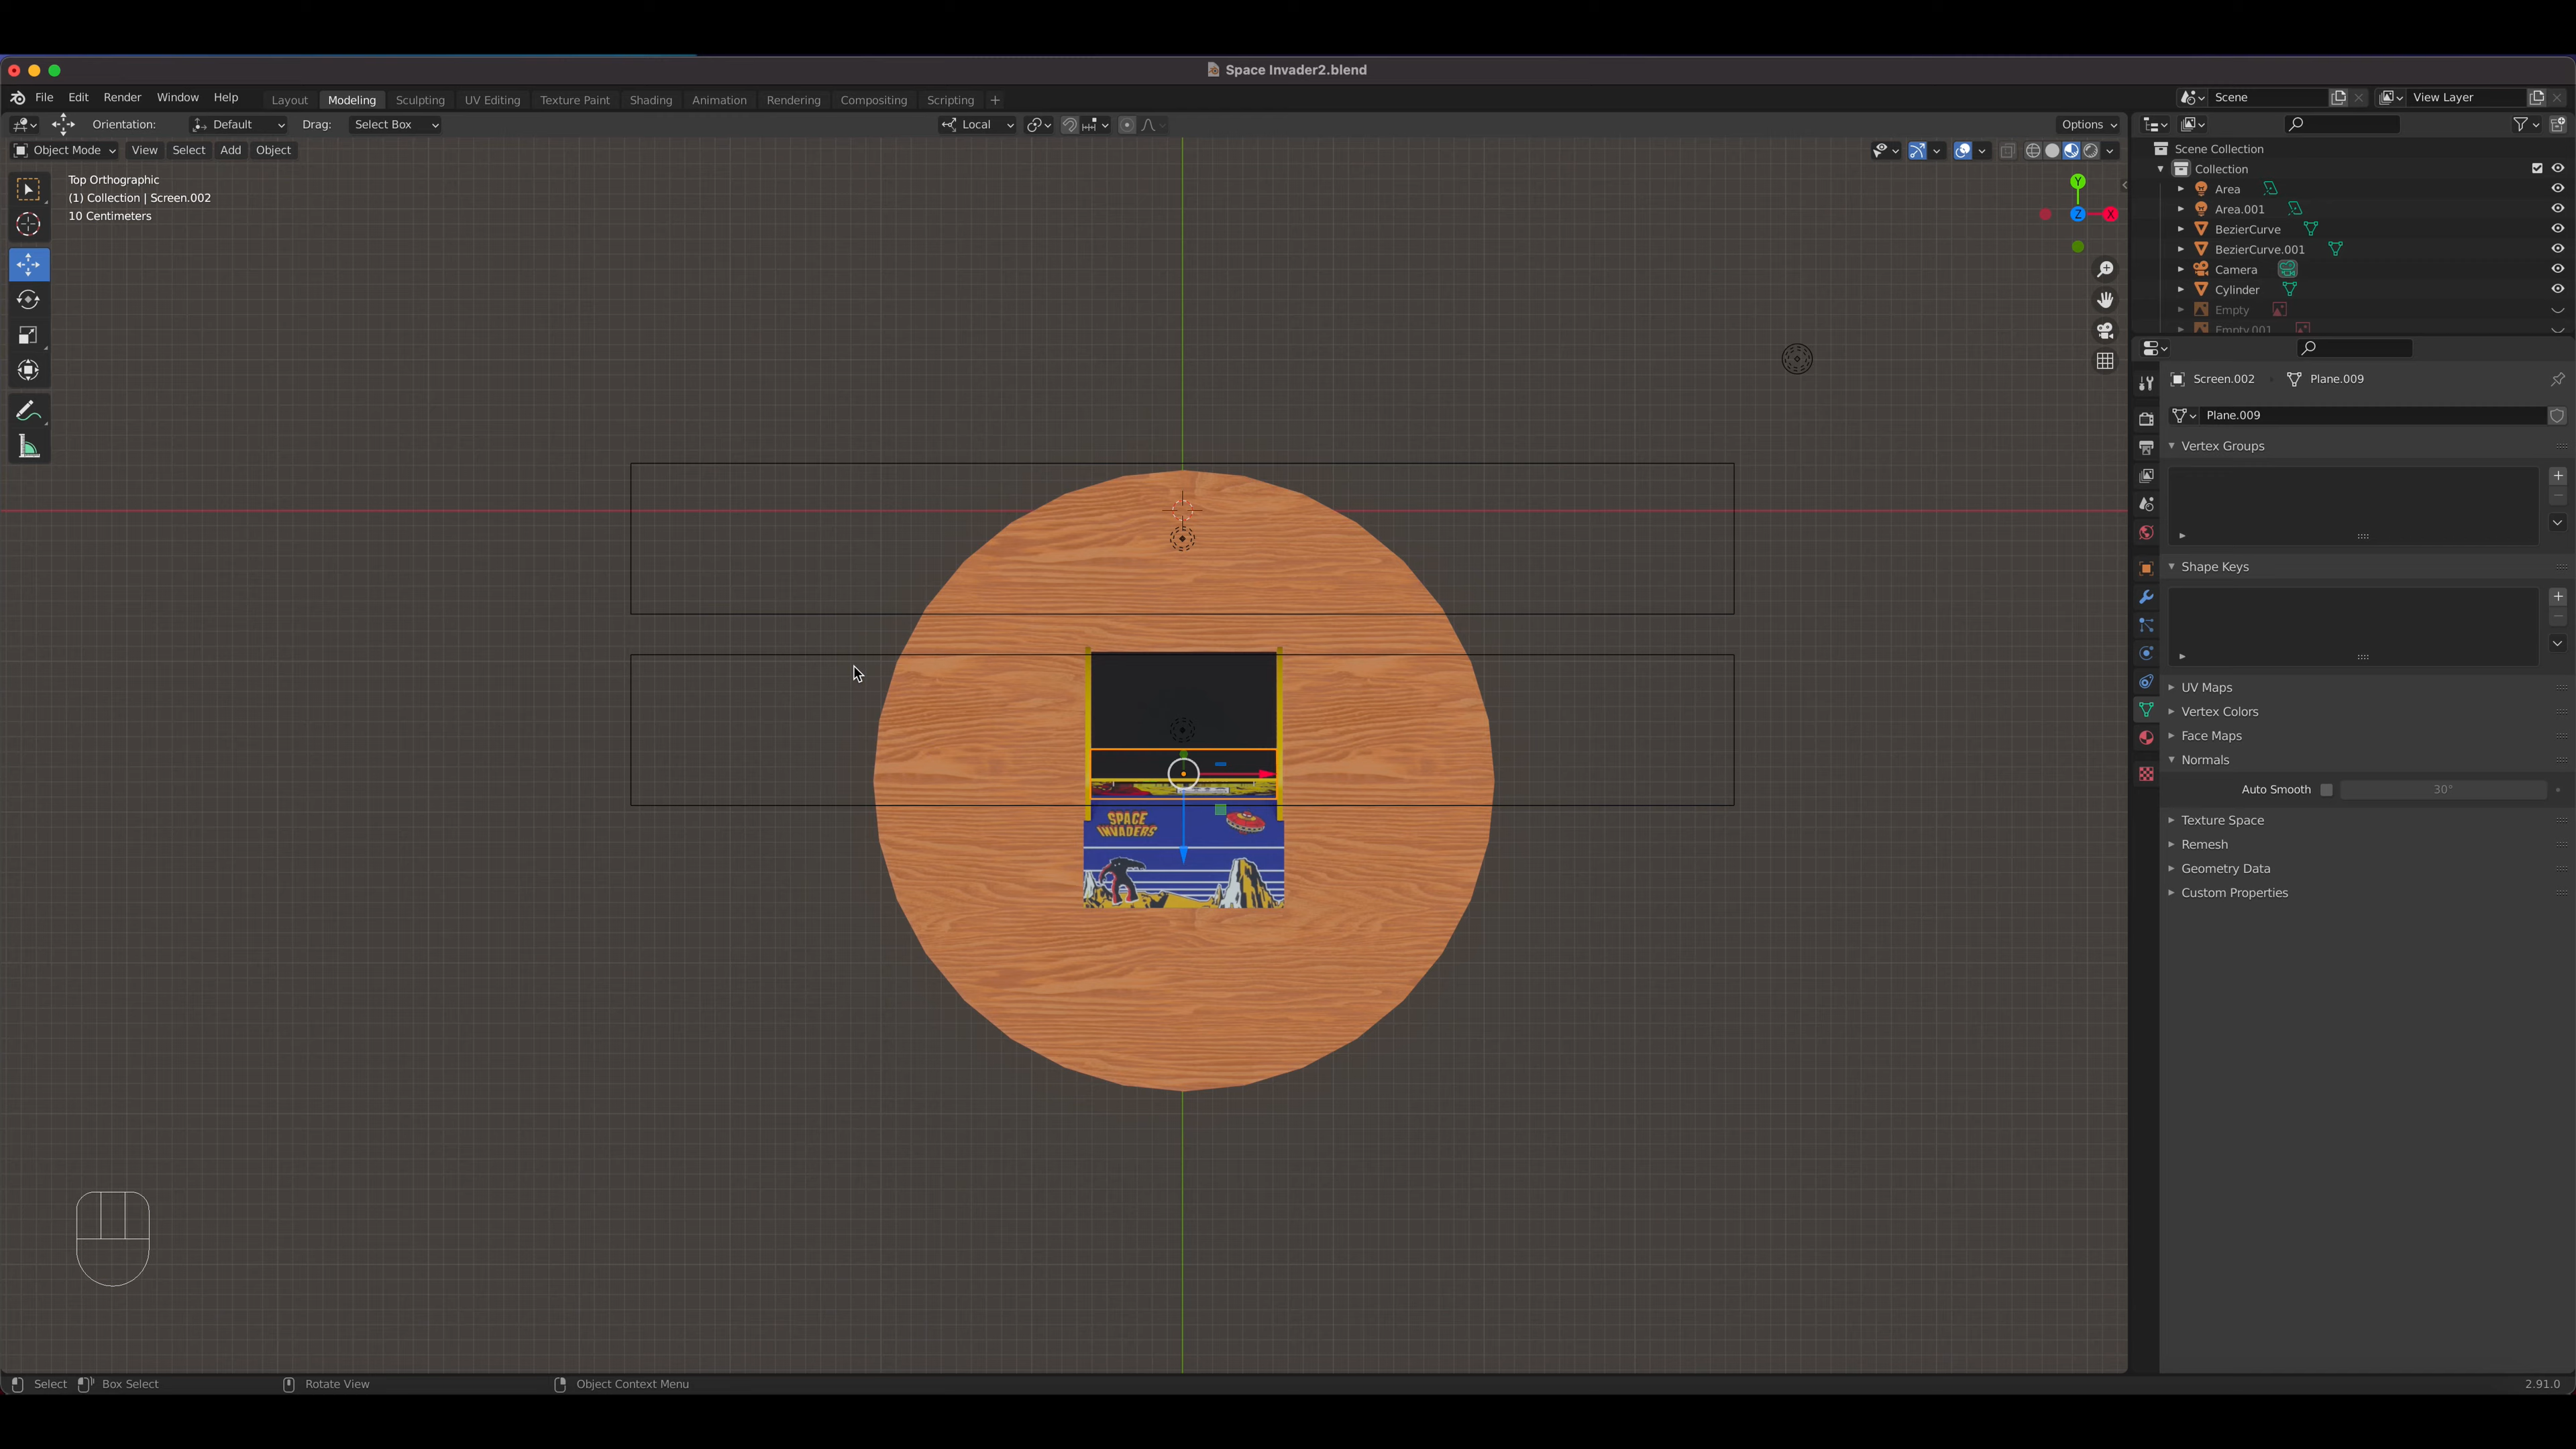 Space Invader2.blend
File Edit Render Window Help Layout Modeling Sculpting UV Editing Texture Paint Shading Animation Rendering Compositing Scripting + Scene View Layer
Orientation: Default Drag: Select Box Local Options
Object Mode View Select Add Object
Top Orthographic
(1) Collection | Screen.002
10 Centimeters
Y
Z
X
SPACE
INVADERS
Scene Collection
Collection
Area
Area.001
BezierCurve
BezierCurve.001
Camera
Cylinder
Empty
Empty.001
Screen.002 Plane.009
Plane.009
Vertex Groups
Shape Keys
UV Maps
Vertex Colors
Face Maps
Normals
Auto Smooth 30°
Texture Space
Remesh
Geometry Data
Custom Properties
Select Box Select Rotate View Object Context Menu 2.91.0